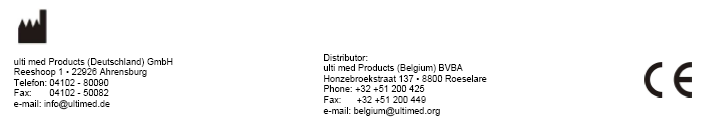 ulti med Products (Deutschland) GmbH
Reeshoop 1 • 22926 Ahrensburg
Telefon: 04102 - 80090
Fax: 04102 - 50082
e-mail: info@ultimed.de
Distributor:
ulti med Products (Belgium) BVBA
Honzebroekstraat 137 • 8800 Roeselare
Phone: +32 +51 200 425
Fax: +32 +51 200 449
e-mail: belgium@ultimed.org
CE